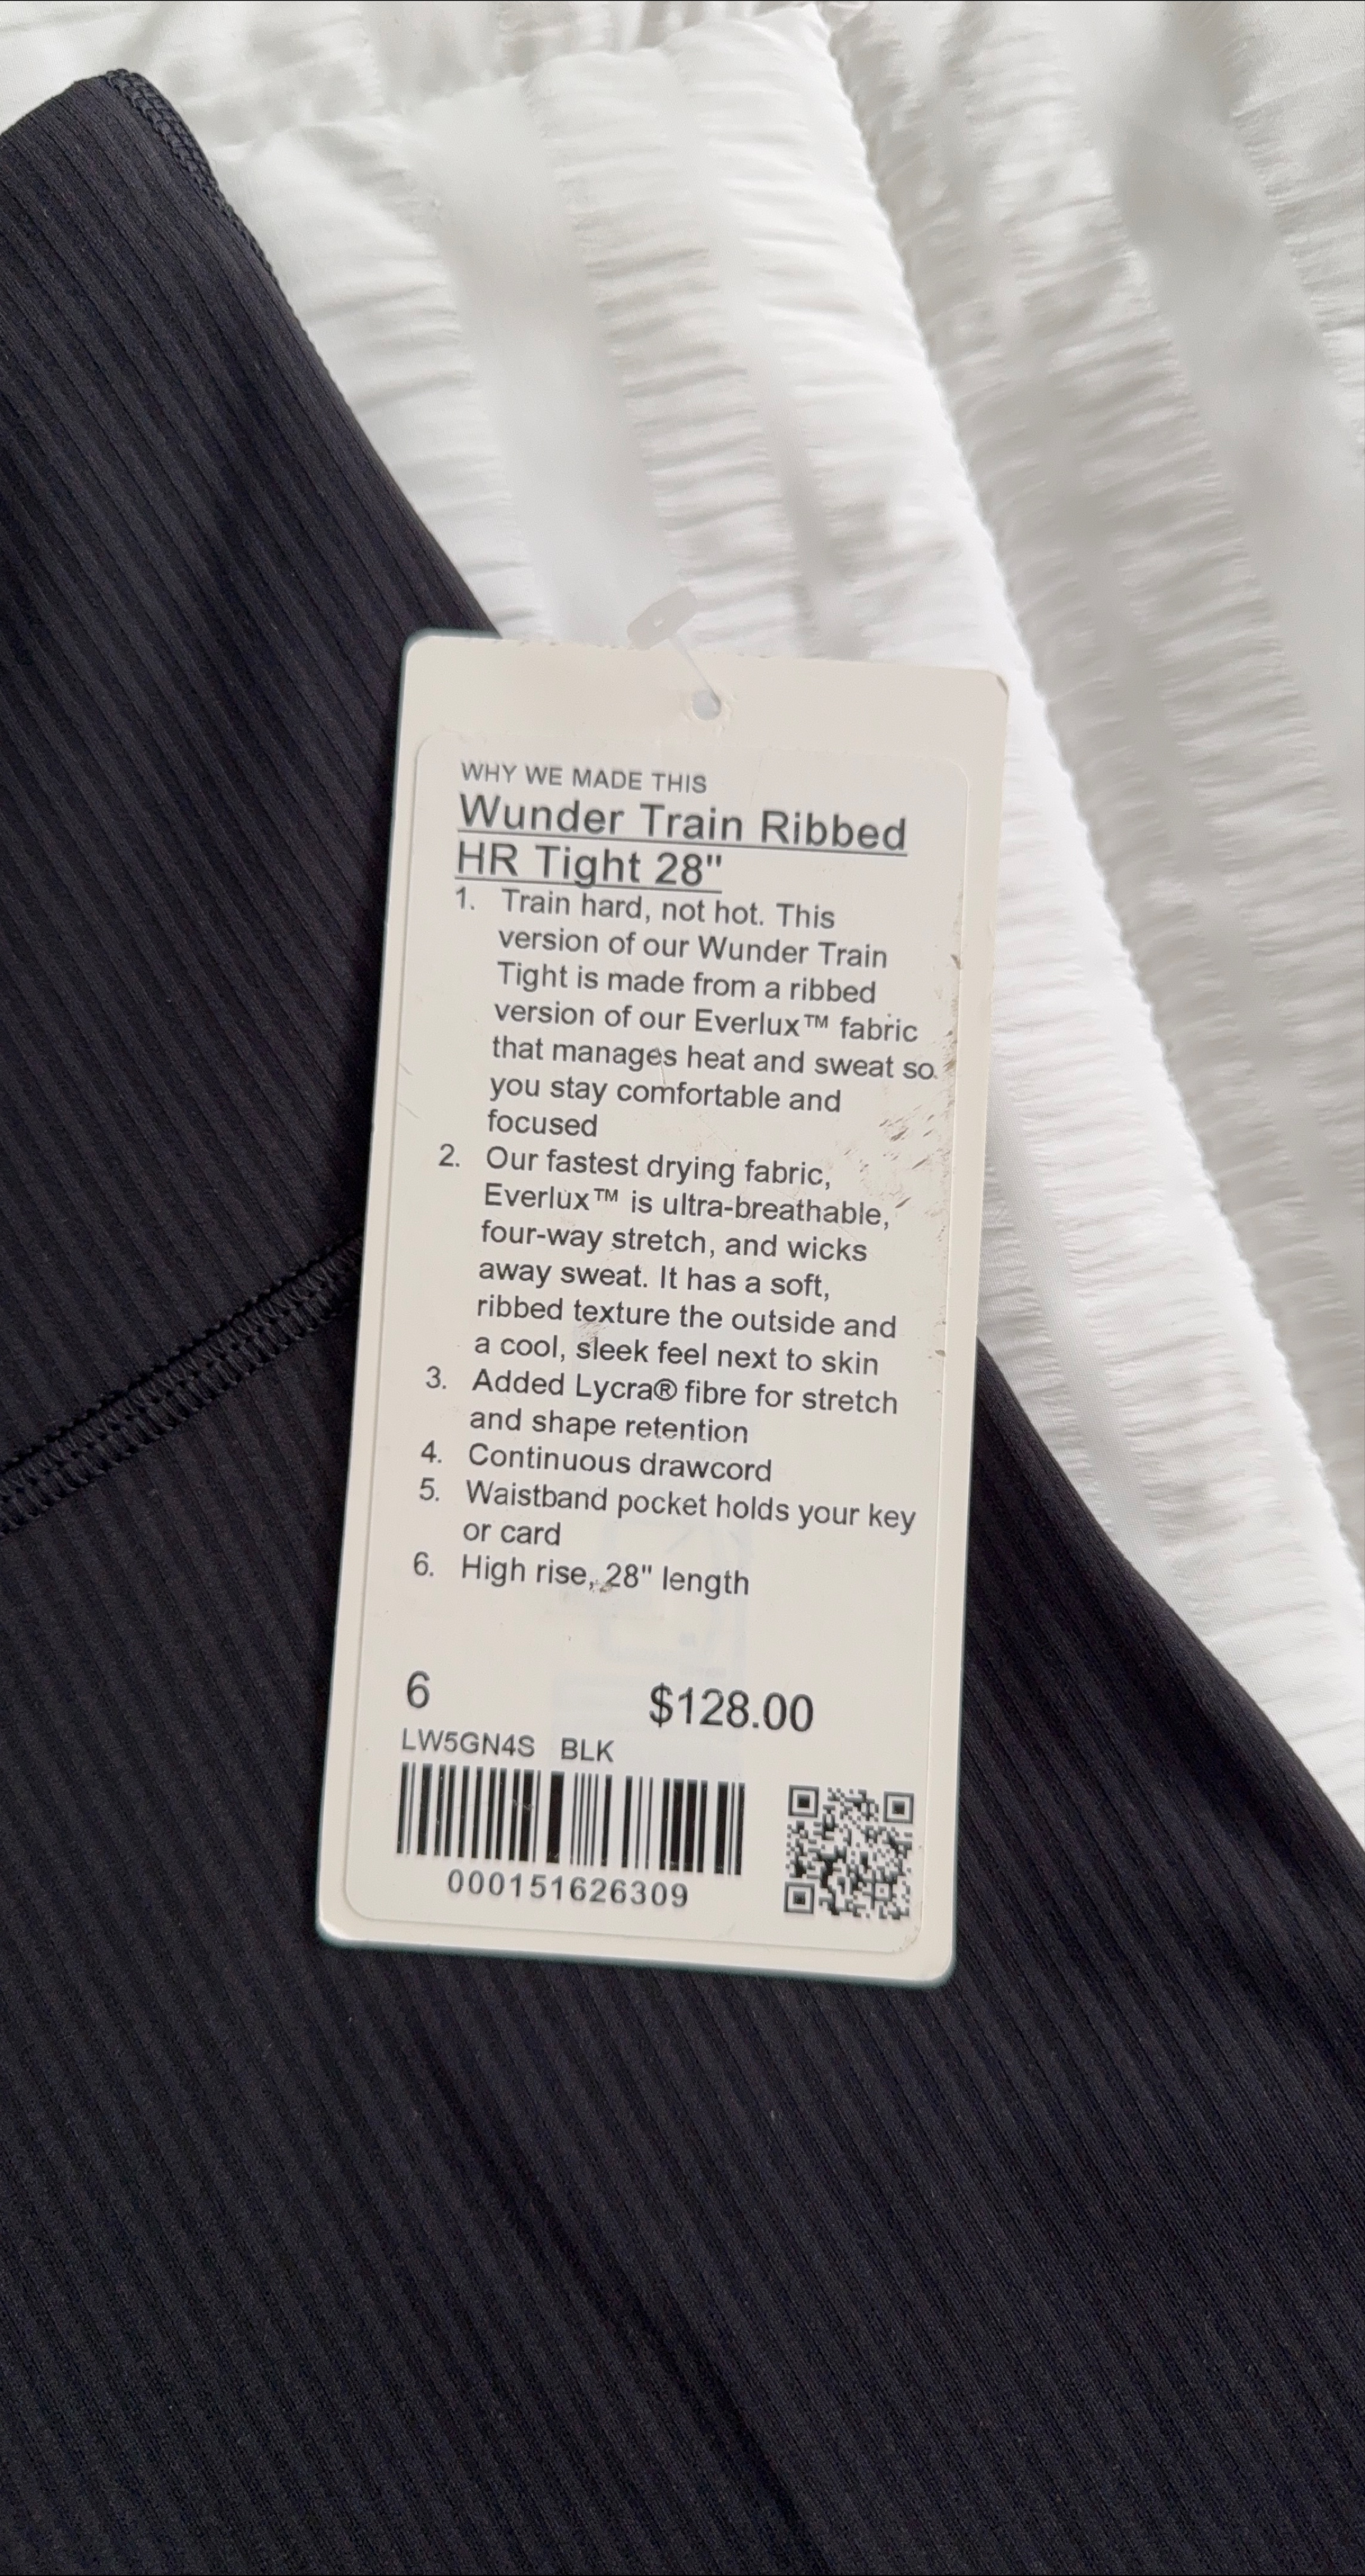 WHY WE MADE THIS
Wunder Train Ribbed
HR Tight 28"
1. Train hard, not hot. This
version of our Wunder Train
Tight is made from a ribbed
version of our Everlux™ fabric
that manages heat and sweat so
you stay comfortable and
focused
2. Our fastest drying fabric,
Everlux™ is ultra-breathable,
four-way stretch, and wicks
away sweat. It has a soft,
ribbed texture the outside and
a cool, sleek feel next to skin
3. Added Lycra® fibre for stretch
and shape retention
4. Continuous drawcord
5. Waistband pocket holds your key
or card
6. High rise, 28" length
6 $128.00
LW5GN4S BLK
000151626309